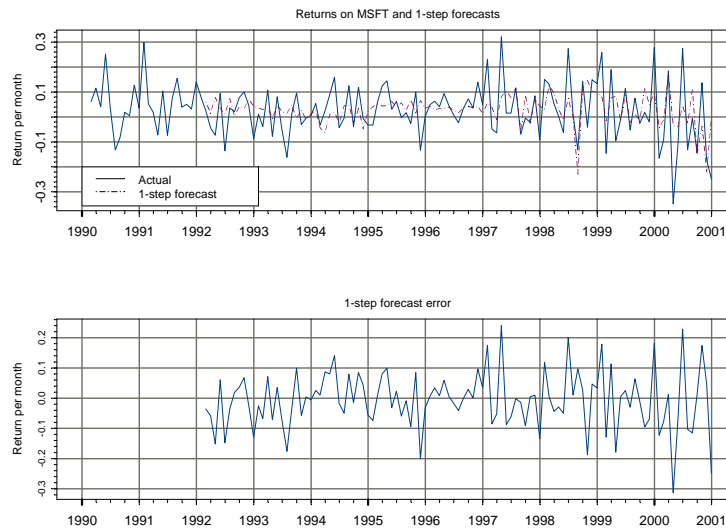 Returns on MSFT and 1-step forecasts
Return per month
0.3
0.1
-0.1
-0.3
Actual
1-step forecast
1990 1991 1992 1993 1994 1995 1996 1997 1998 1999 2000 2001
1-step forecast error
Return per month
0.2
0.1
0.0
-0.1
-0.2
-0.3
1990 1991 1992 1993 1994 1995 1996 1997 1998 1999 2000 2001